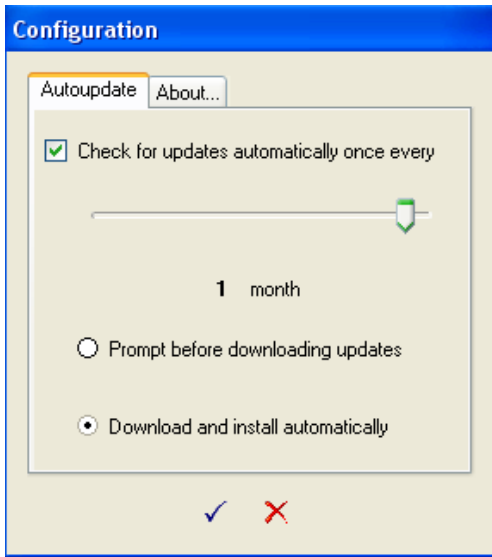 Configuration
Autoupdate About...
Check for updates automatically once every
1 month
Prompt before downloading updates
Download and install automatically